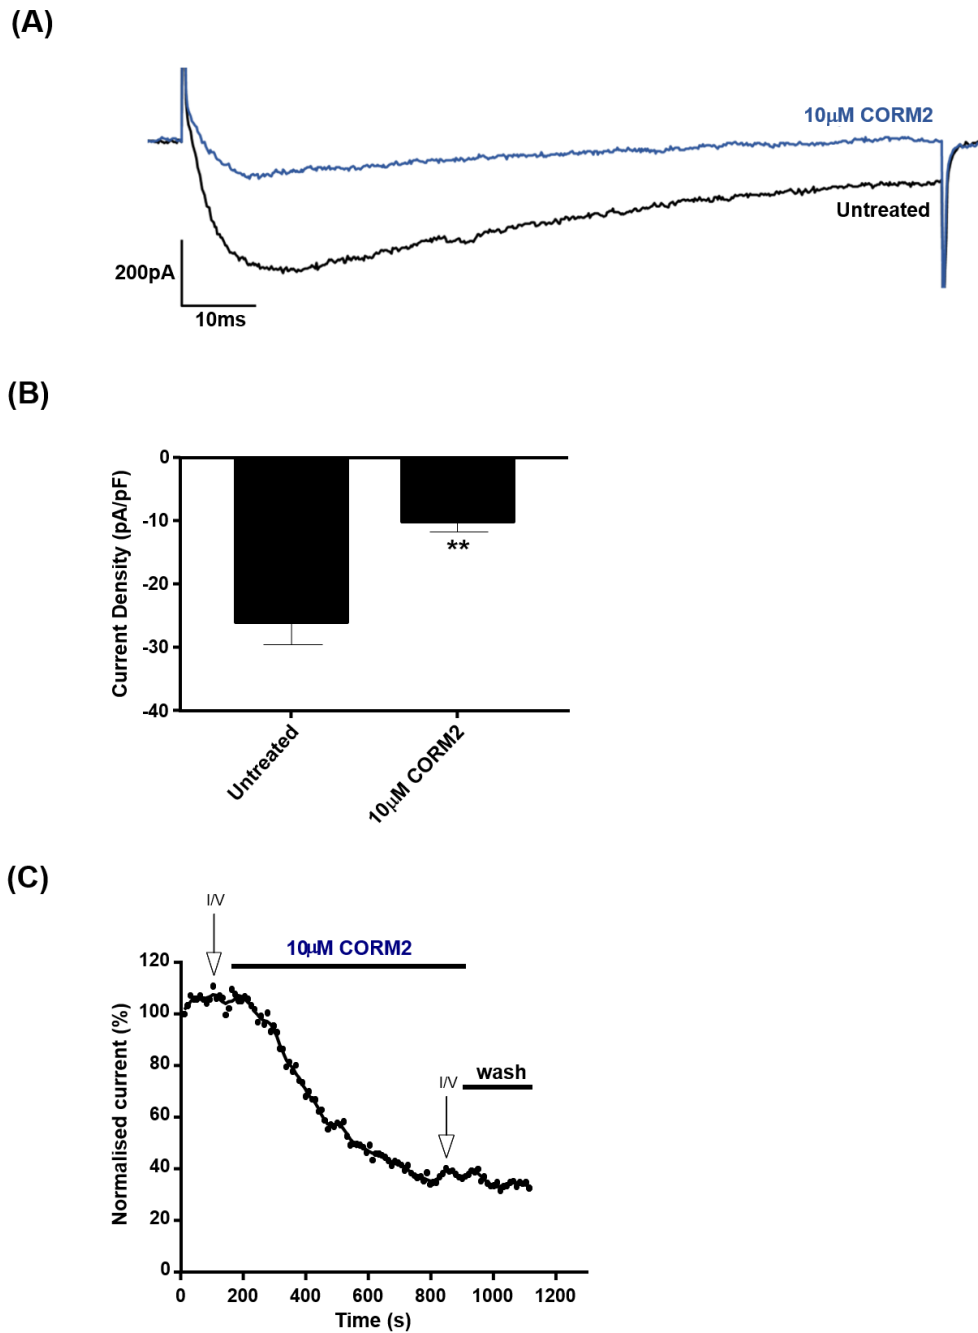 (A)
10μM CORM2
Untreated
200pA
10ms
(B)
Current Density (pA/pF)
0
-10
-20
-30
-40
**
Untreated
10μM CORM2
(C)
I/V
10μM CORM2
Normalised current (%)
120
100
80
60
40
20
0
I/V
wash
0 200 400 600 800 1000 1200
Time (s)